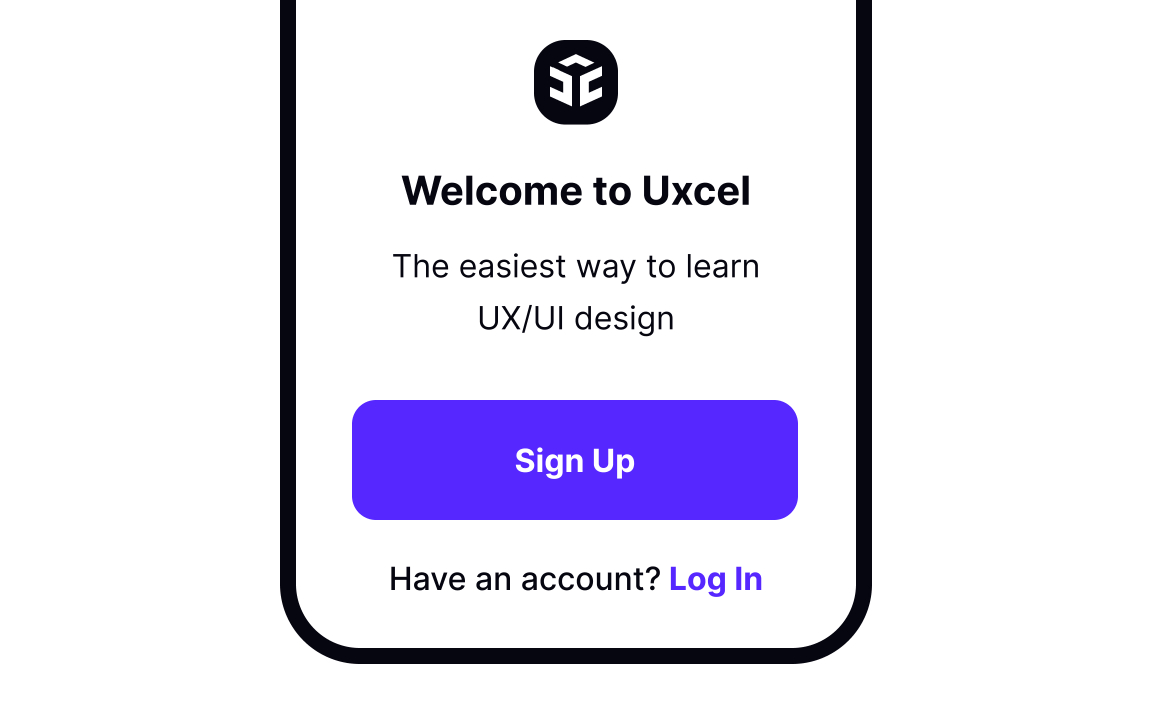 Welcome to Uxcel
The easiest way to learn
UX/UI design
Sign Up
Have an account? Log In